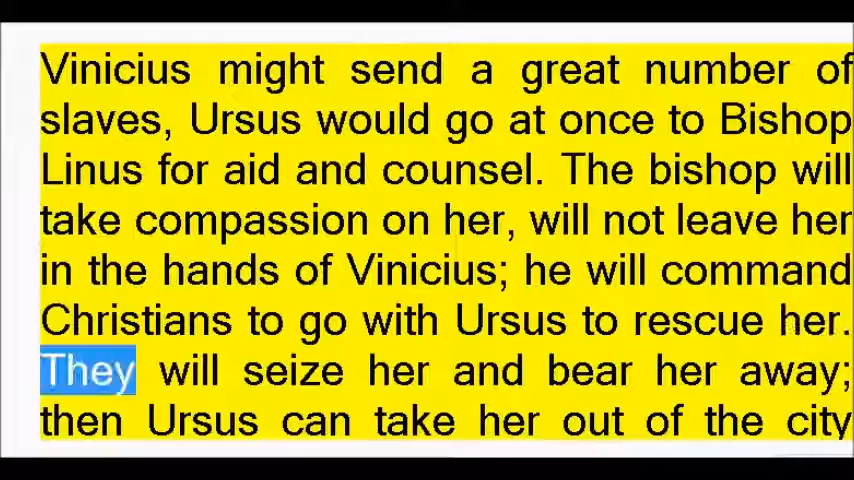 Vinicius might send a great number of
slaves, Ursus would go at once to Bishop
Linus for aid and counsel. The bishop will
take compassion on her, will not leave her
in the hands of Vinicius; he will command
Christians to go with Ursus to rescue her.
They will seize her and bear her away;
then Ursus can take her out of the city